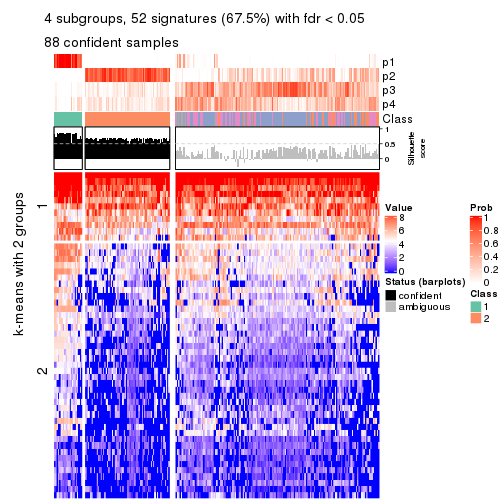 4 subgroups, 52 signatures (67.5%) with fdr < 0.05
88 confident samples
p1
p2
p3
p4
Class
1
0.5
0
Silhouette
score
k-means with 2 groups
1
2
Value
8
6
4
2
0
Status (barplots)
confident
ambiguous
Prob
1
0.8
0.6
0.4
0.2
0
Class
1
2